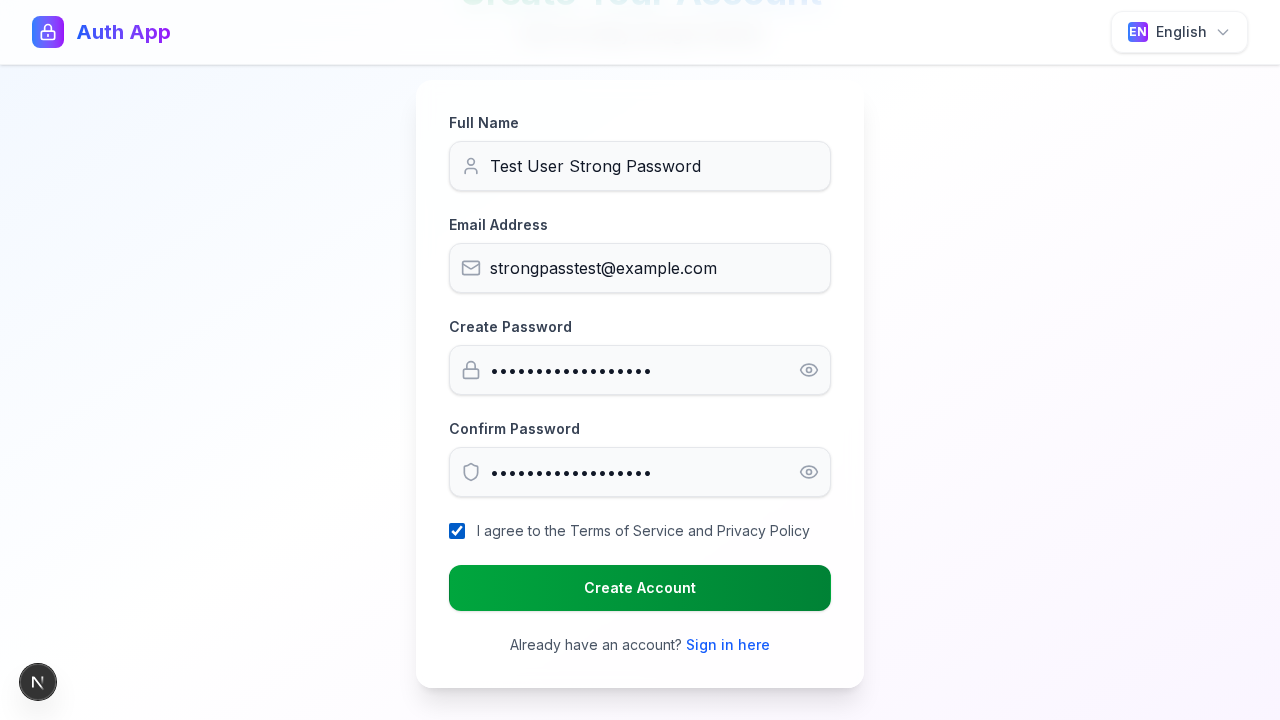 Create Your Account
Auth App
EN English
Full Name
Test User Strong Password
Email Address
strongpasstest@example.com
Create Password
••••••••••••••••••
Confirm Password
••••••••••••••••••
I agree to the Terms of Service and Privacy Policy
Create Account
Already have an account? Sign in here
N